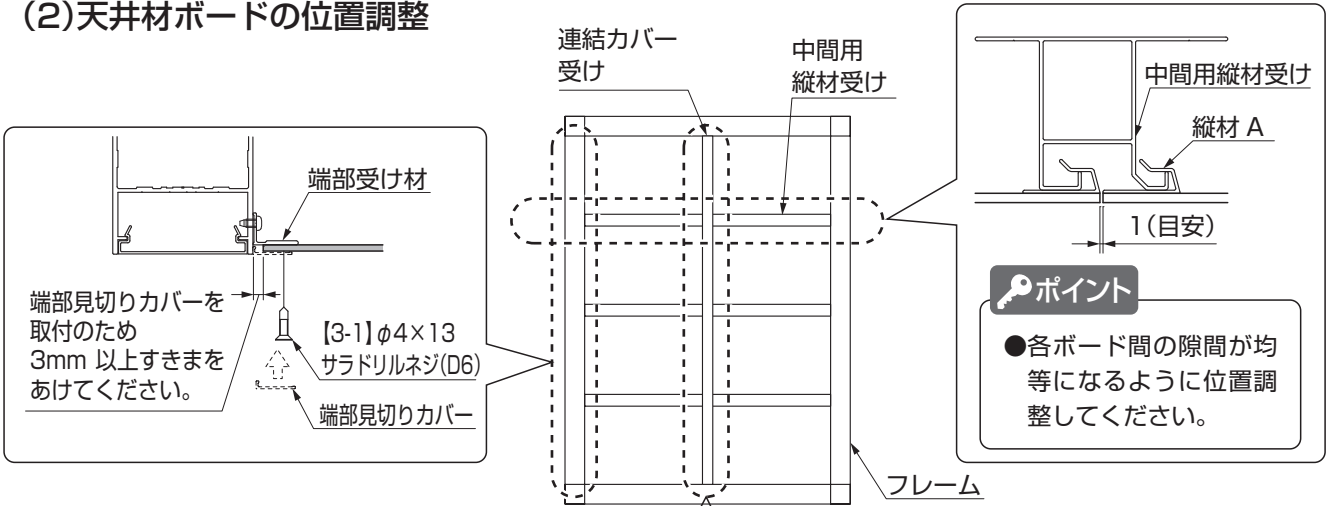 (2)天井材ボードの位置調整
連結カバー
受け
中間用
縦材受け
中間用縦材受け
縦材 A
1(目安)
端部受け材
端部見切りカバーを
取付のため
3mm 以上すきまを
あけてください。
【3-1】φ4×13
サラドリルネジ(D6)
端部見切りカバー
ポイント
●各ボード間の隙間が均
等になるように位置調
整してください。
フレーム